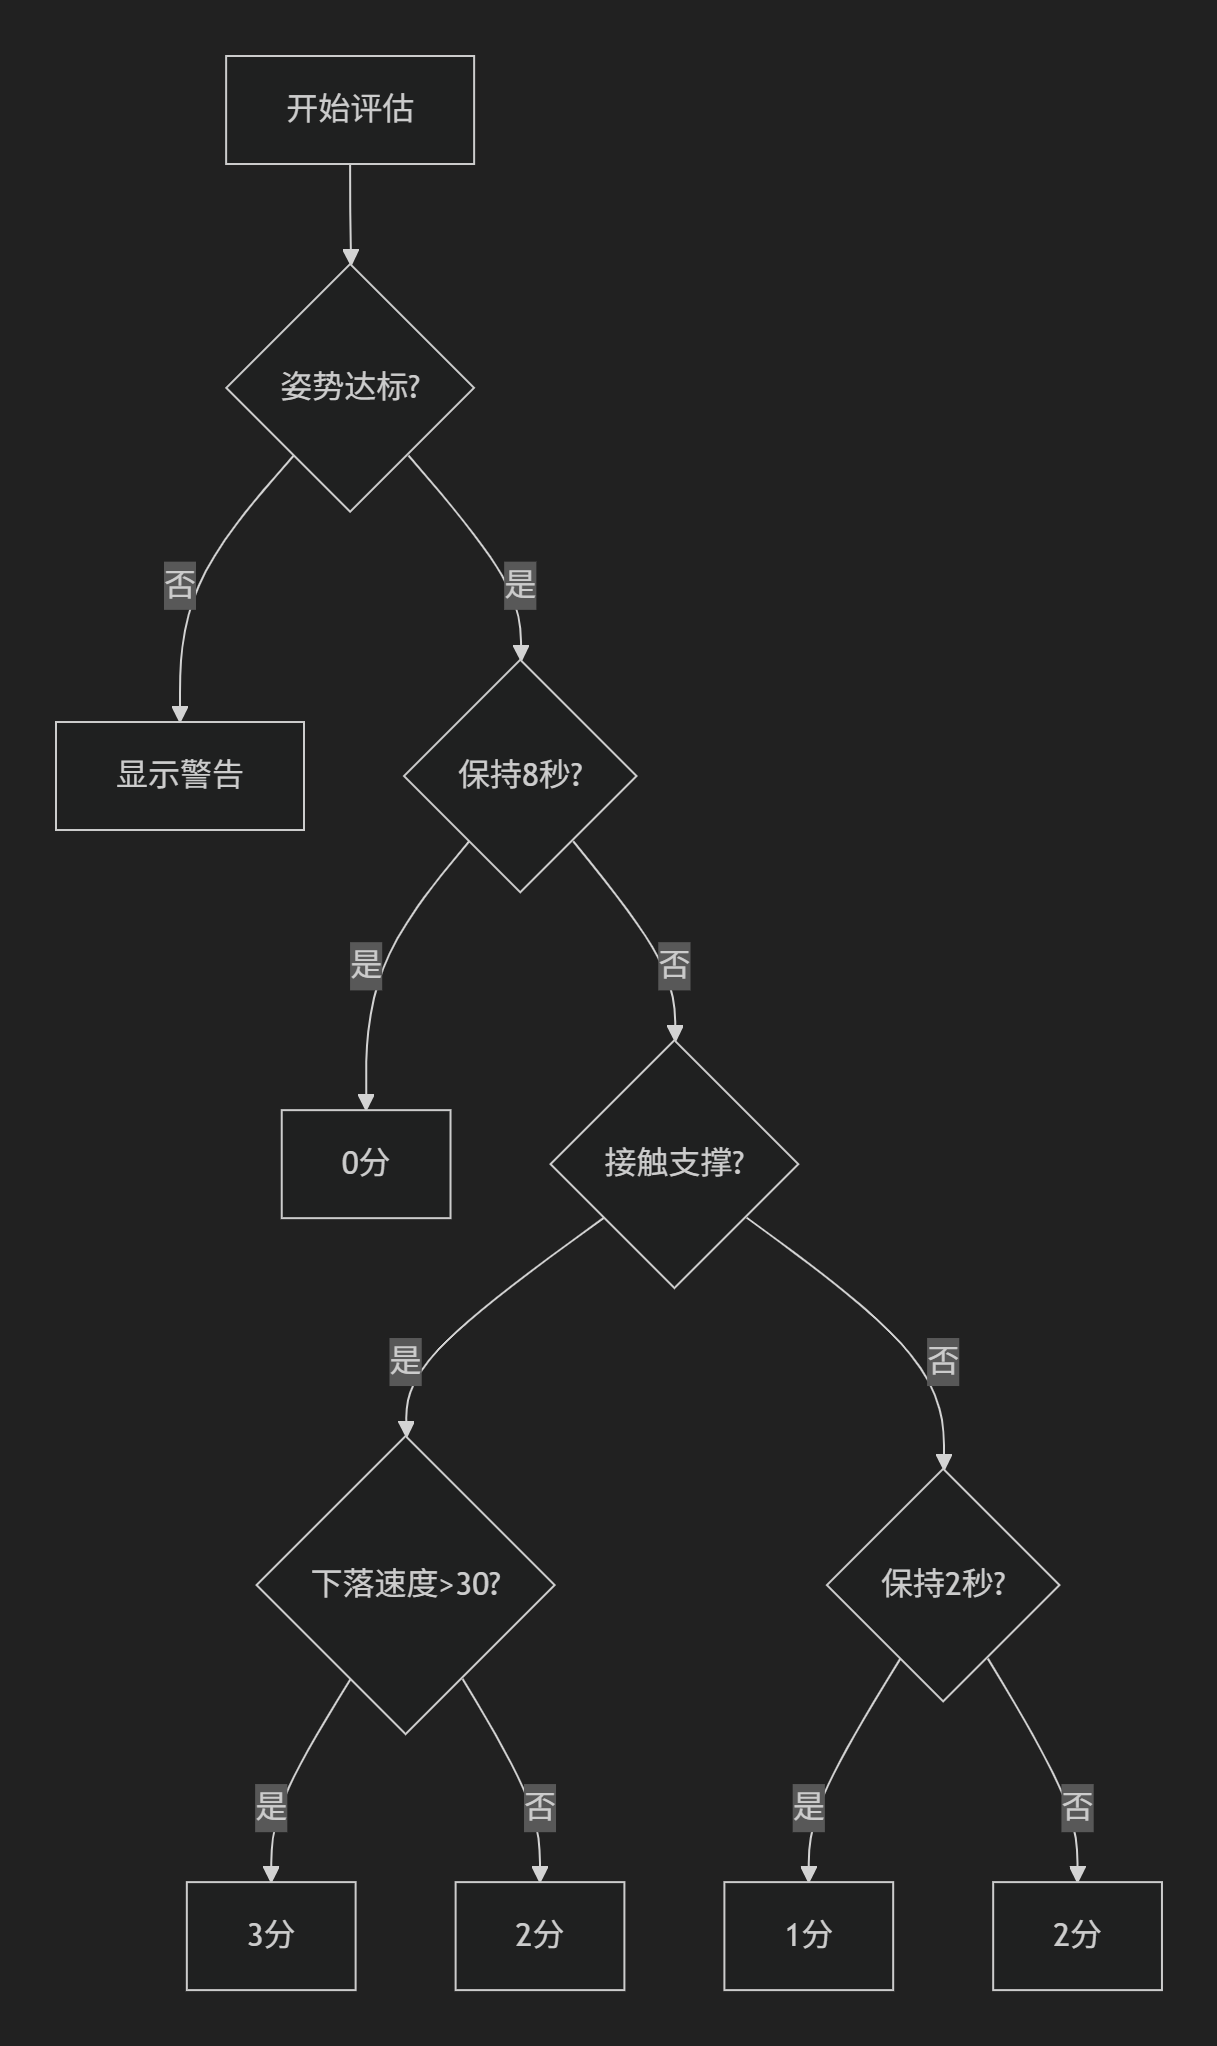 开始评估
姿势达标?
否
是
显示警告
保持8秒?
是
否
0分
接触支撑?
是
否
下落速度>30?
保持2秒?
是
否
是
否
3分
2分
1分
2分